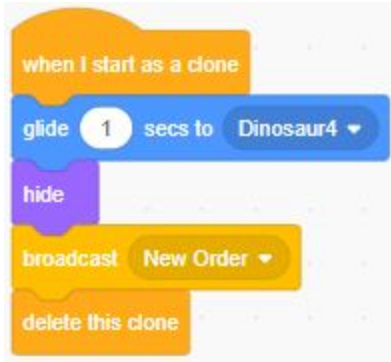 when I start as a clone
glide 1 secs to Dinosaur4
hide
broadcast New Order
delete this clone